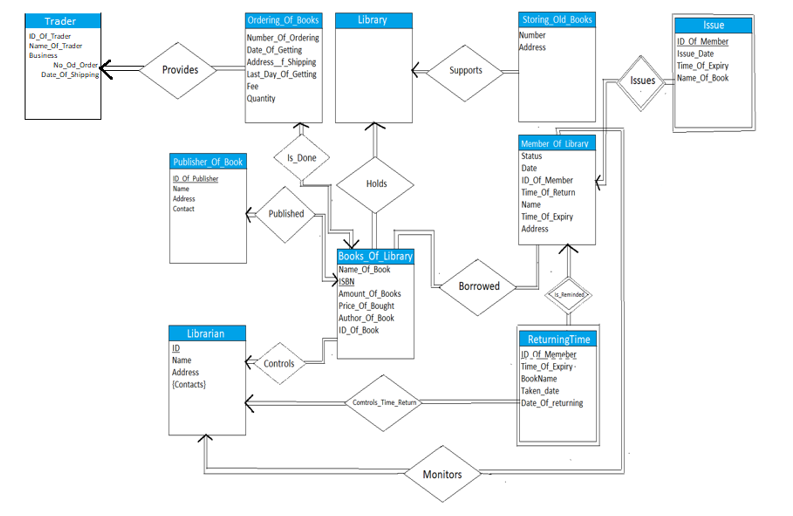 Trader
ID_Of_Trader
Name_Of_Trader
Business
No_Od_Order
Date_Of_Shipping
Provides
Ordering_Of_Books
Number_Of_Ordering
Date_Of_Getting
Address__f_Shipping
Last_Day_Of_Getting
Fee
Quantity
Library
Supports
Storing_Old_Books
Number
Address
Issues
Issue
ID_Of_Member
Issue_Date
Time_Of_Expiry
Name_Of_Book
Is_Done
Holds
Publisher_Of_Book
ID_Of_Publisher
Name
Address
Contact
Published
Member_Of_Library
Status
Date
ID_Of_Member
Time_Of_Return
Name
Time_Of_Expiry
Address
Books_Of_Library
Name_Of_Book
ISBN
Amount_Of_Books
Price_Of_Bought
Author_Of_Book
ID_Of_Book
Borrowed
Is_Reminded
Librarian
ID
Name
Address
{Contacts}
Controls
ReturningTime
ID_Of_Memeber
Time_Of_Expiry
BookName
Taken_date
Date_Of_returning
Comtrols_Time_Return
Monitors